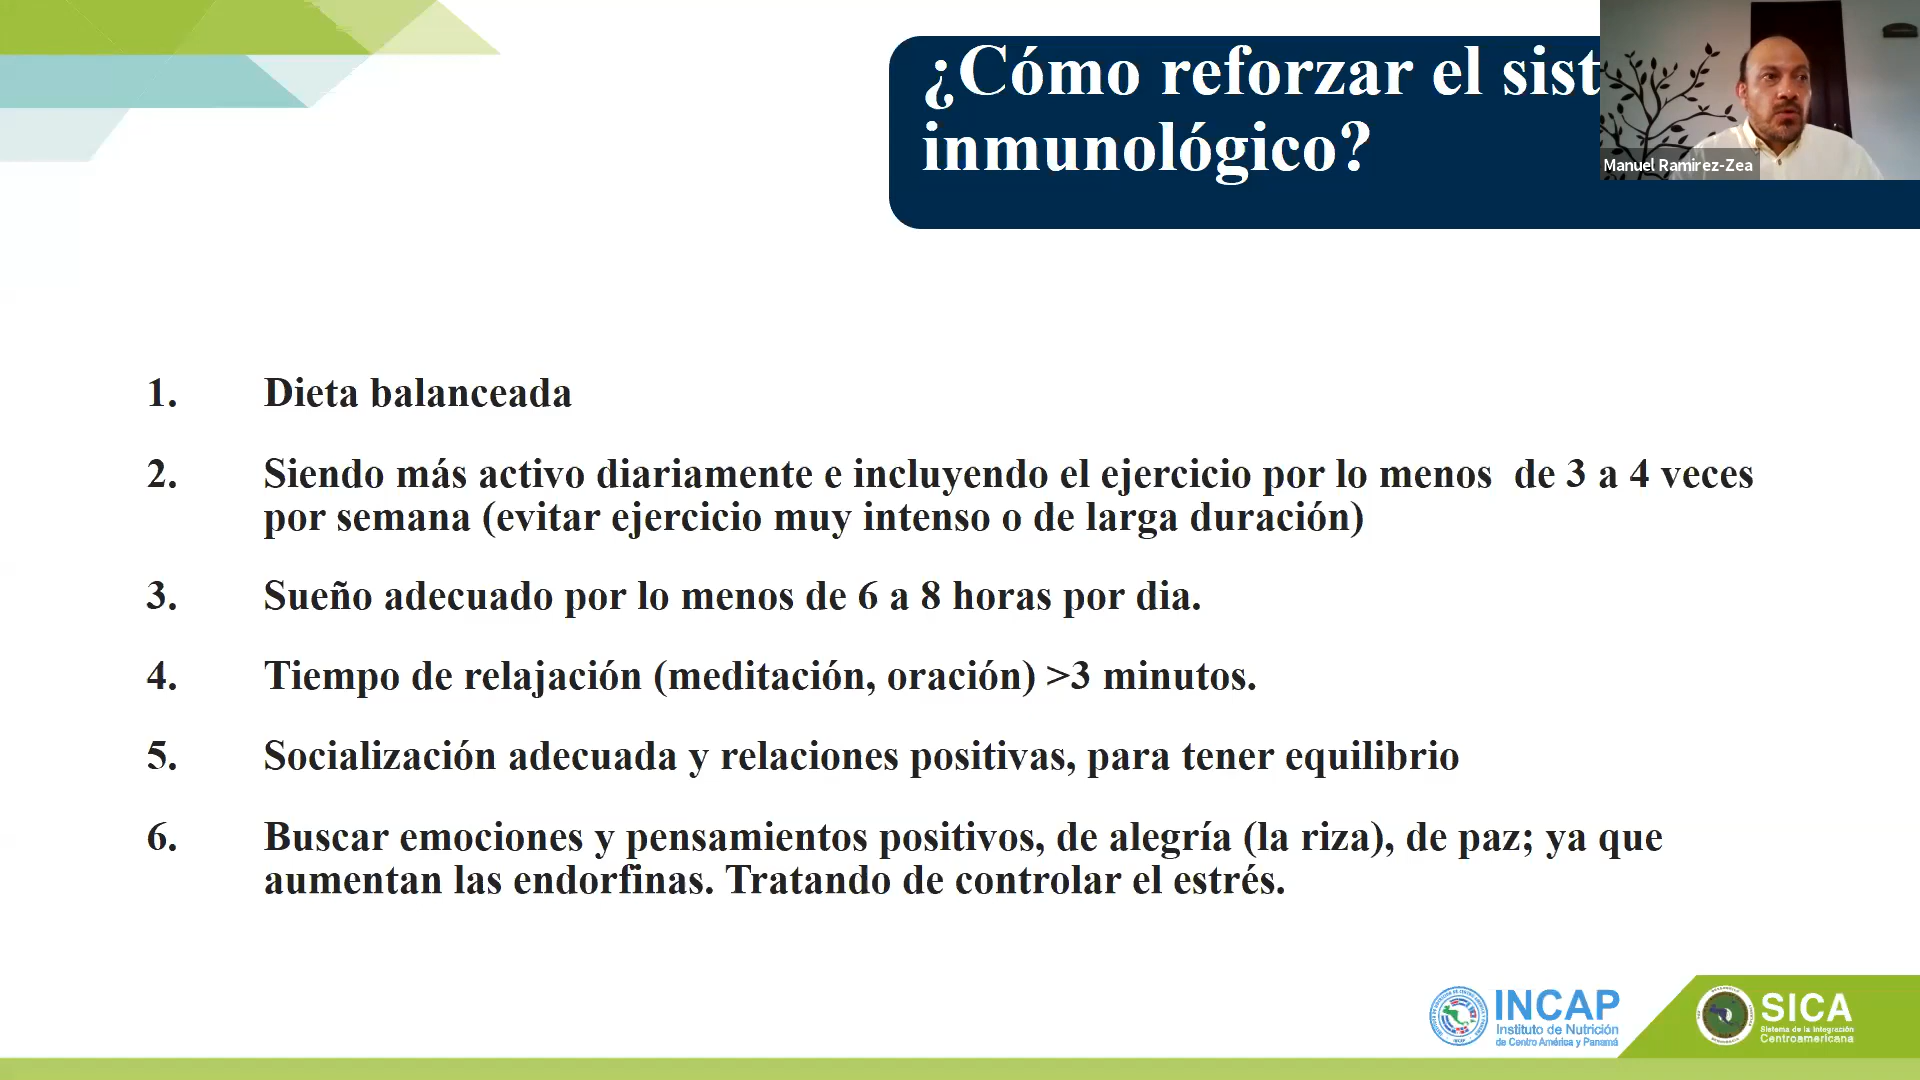 ¿Cómo reforzar el sist
inmunológico?
Manuel Ramirez-Zea
1. Dieta balanceada
2. Siendo más activo diariamente e incluyendo el ejercicio por lo menos de 3 a 4 veces
por semana (evitar ejercicio muy intenso o de larga duración)
3. Sueño adecuado por lo menos de 6 a 8 horas por dia.
4. Tiempo de relajación (meditación, oración) >3 minutos.
5. Socialización adecuada y relaciones positivas, para tener equilibrio
6. Buscar emociones y pensamientos positivos, de alegría (la riza), de paz; ya que
aumentan las endorfinas. Tratando de controlar el estrés.
INCAP
Instituto de Nutrición
de Centro América y Panamá
SICA
Sistema de la Integración
Centroamericana